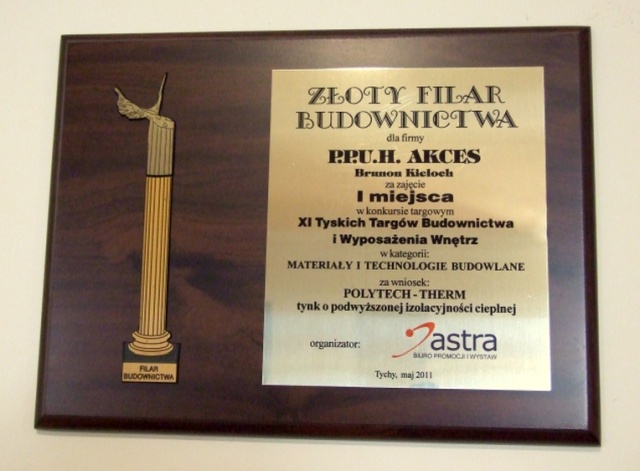 ZŁOTY FILAR
BUDOWNICTWA
dla firmy
P.P.U.H. AKCES
Brunon Kieloch
za zajęcie
I miejsca
w konkursie targowym
XI Tyskich Targów Budownictwa
i Wyposażenia Wnętrz
w kategorii:
MATERIAŁY I TECHNOLOGIE BUDOWLANE
za wniosek:
POLYTECH - THERM
tynk o podwyższonej izolacyjności cieplnej
organizator:
astra
BIURO PROMOCJI I WYSTAW
Tychy, maj 2011
FILAR
BUDOWNICTWA